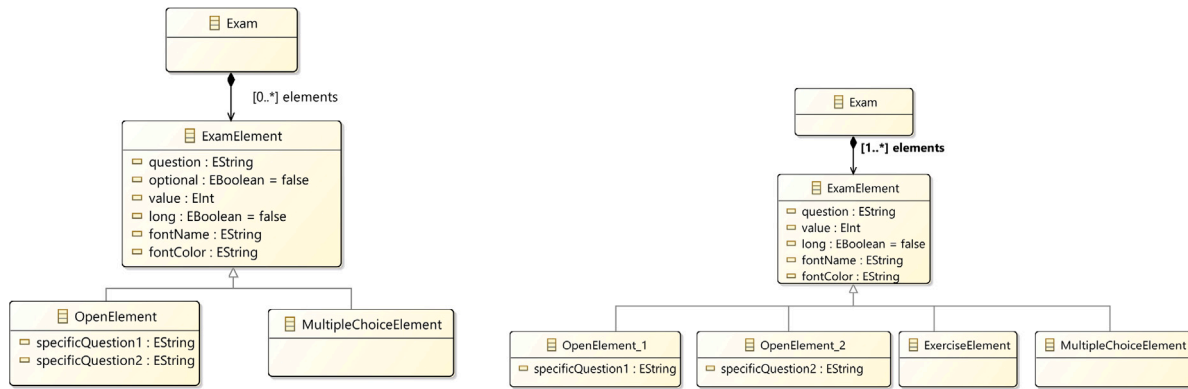 Exam
[0..*] elements
ExamElement
question : EString
optional : EBoolean = false
value : EInt
long : EBoolean = false
fontName : EString
fontColor : EString
OpenElement
specificQuestion1 : EString
specificQuestion2 : EString
MultipleChoiceElement
Exam
[1..*] elements
ExamElement
question : EString
value : EInt
long : EBoolean = false
fontName : EString
fontColor : EString
OpenElement_1
specificQuestion1 : EString
OpenElement_2
specificQuestion2 : EString
ExerciseElement
MultipleChoiceElement